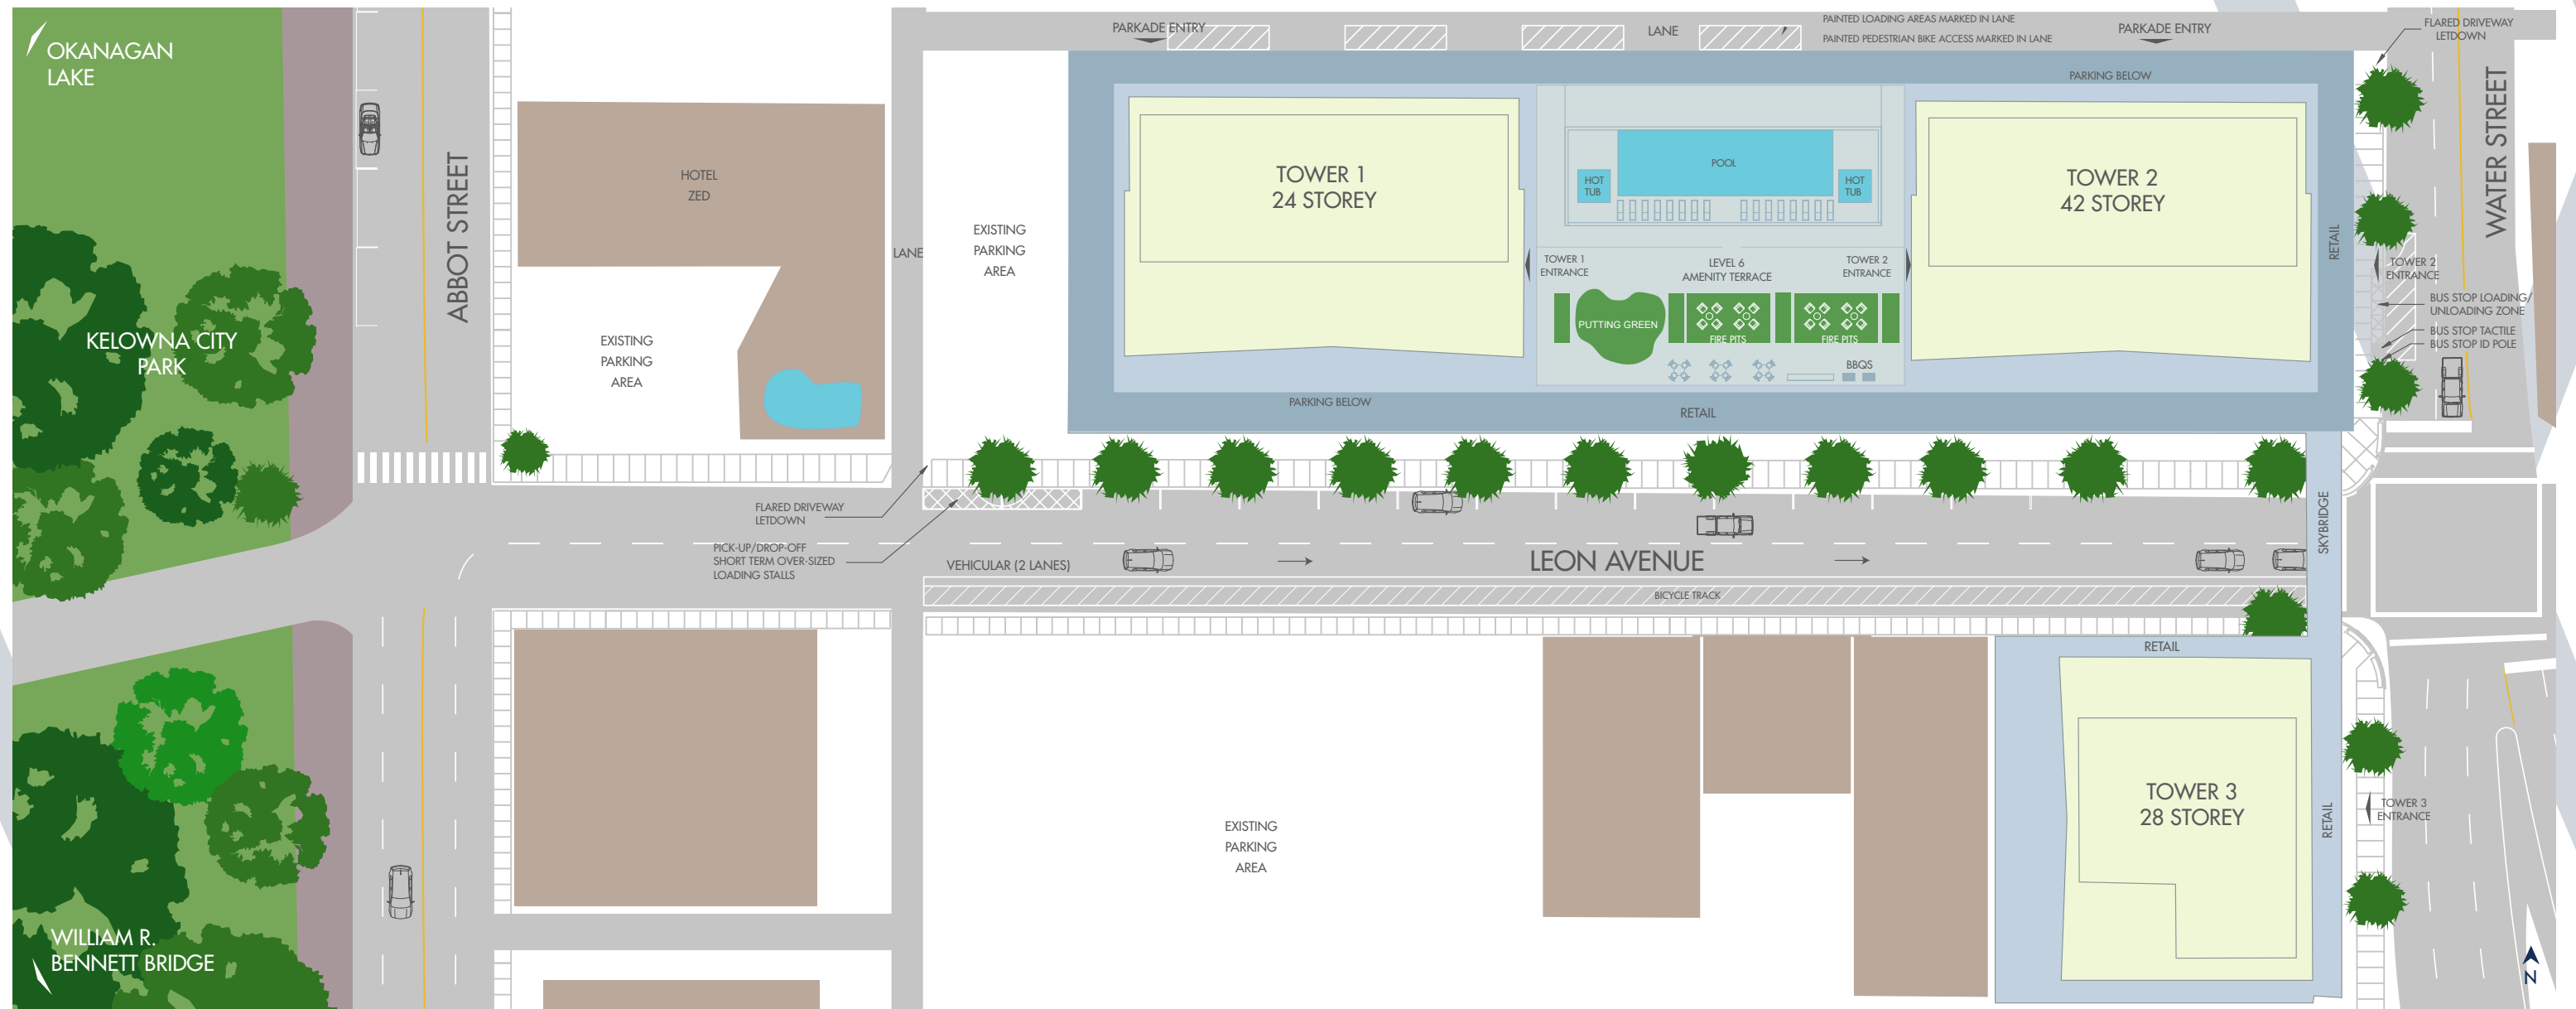 OKANAGAN
LAKE
KELOWNA CITY
PARK
WILLIAM R.
BENNETT BRIDGE
ABBOT STREET
HOTEL
ZED
EXISTING
PARKING
AREA
LANE
EXISTING
PARKING
AREA
PARKADE ENTRY
LANE
PAINTED LOADING AREAS MARKED IN LANE
PAINTED PEDESTRIAN BIKE ACCESS MARKED IN LANE
PARKADE ENTRY
FLARED DRIVEWAY
LETDOWN
PARKING BELOW
TOWER 1
24 STOREY
POOL
HOT
TUB
HOT
TUB
TOWER 1
ENTRANCE
LEVEL 6
AMENITY TERRACE
TOWER 2
ENTRANCE
PUTTING GREEN
FIRE PITS
FIRE PITS
BBQS
TOWER 2
42 STOREY
RETAIL
WATER STREET
TOWER 2
ENTRANCE
BUS STOP LOADING/
UNLOADING ZONE
BUS STOP TACTILE
BUS STOP ID POLE
PARKING BELOW
RETAIL
FLARED DRIVEWAY
LETDOWN
PICK-UP/DROP-OFF
SHORT TERM OVER-SIZED
LOADING STALLS
VEHICULAR (2 LANES)
LEON AVENUE
BICYCLE TRACK
SKYBRIDGE
RETAIL
TOWER 3
28 STOREY
RETAIL
TOWER 3
ENTRANCE
EXISTING
PARKING
AREA
N